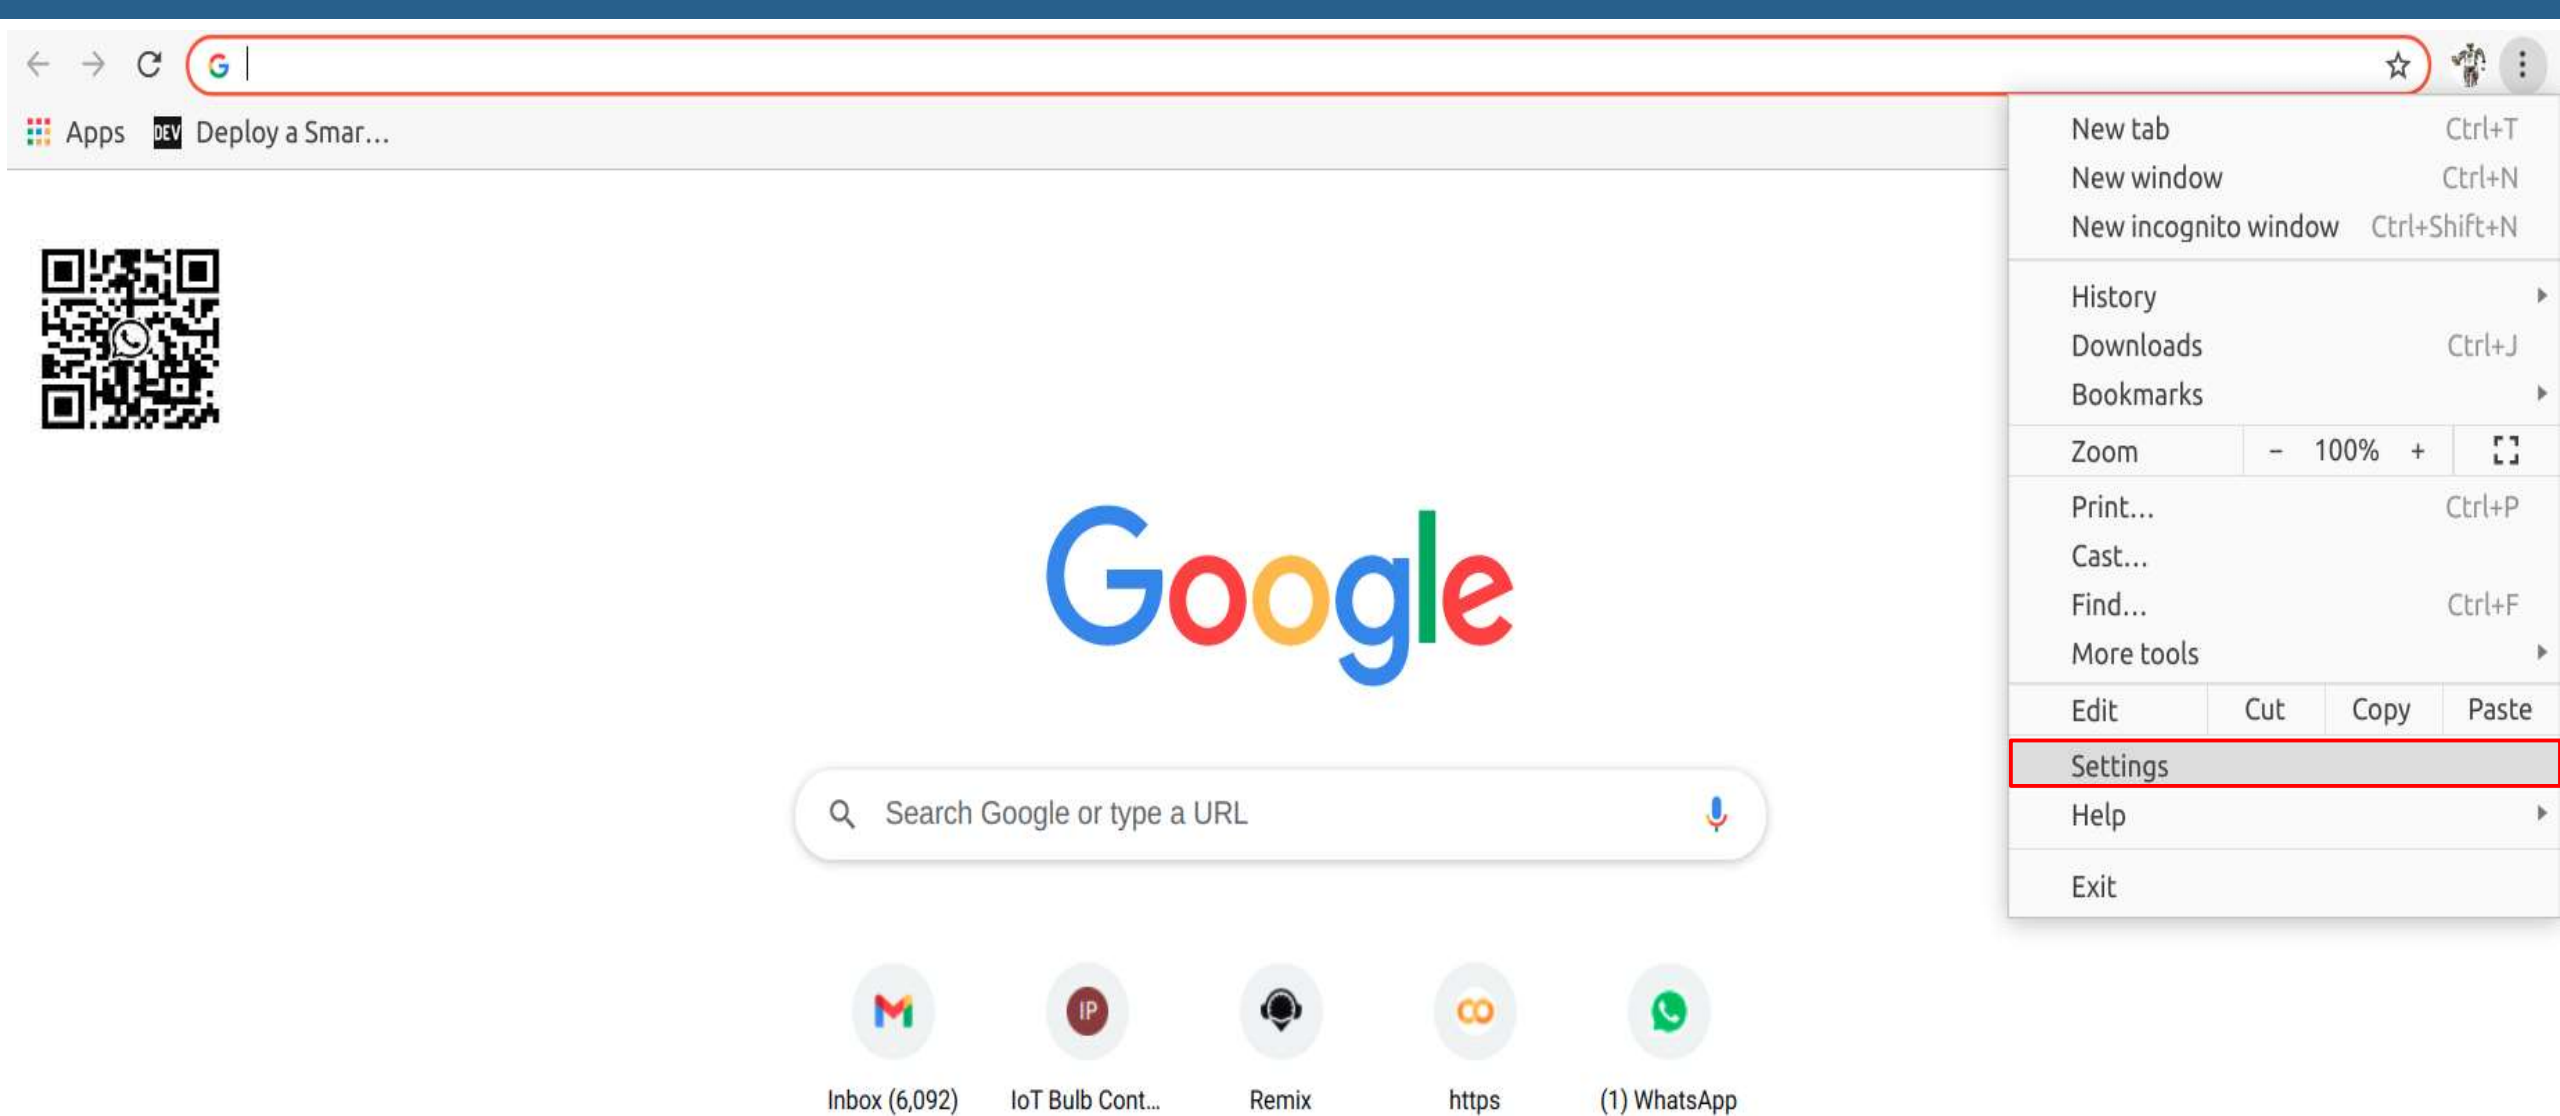 DEV Deploy a Smar...
Apps
New tab Ctrl+T
New window Ctrl+N
New incognito window Ctrl+Shift+N
History
Downloads Ctrl+J
Bookmarks
Zoom - 100% +
Print... Ctrl+P
Cast...
Find... Ctrl+F
More tools
Edit Cut Copy Paste
Settings
Help
Exit
Google
Search Google or type a URL
IP
Inbox (6,092) IoT Bulb Cont... Remix https (1) WhatsApp